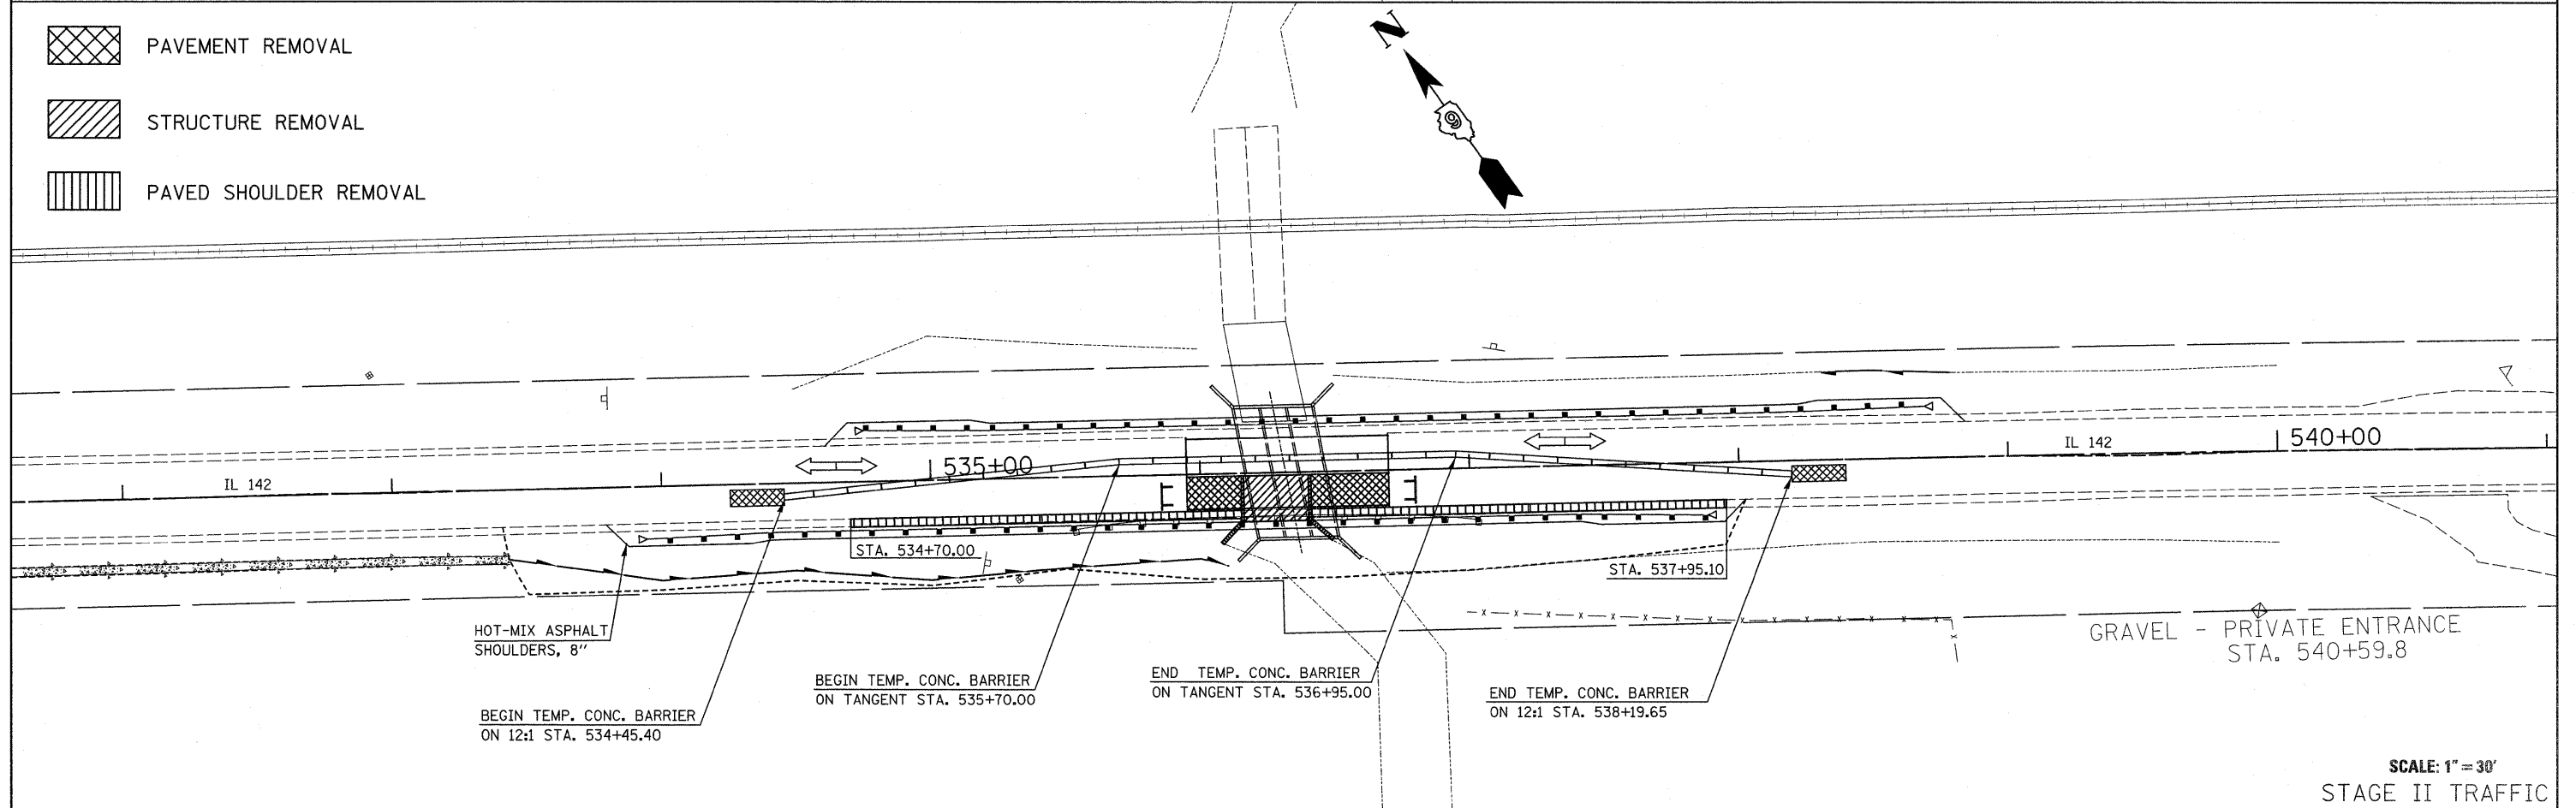 PAVEMENT REMOVAL
STRUCTURE REMOVAL
PAVED SHOULDER REMOVAL
N
9
535+00
540+00
IL 142
IL 142
STA. 534+70.00
STA. 537+95.10
HOT-MIX ASPHALT
SHOULDERS, 8"
BEGIN TEMP. CONC. BARRIER
ON 12:1 STA. 534+45.40
BEGIN TEMP. CONC. BARRIER
ON TANGENT STA. 535+70.00
END TEMP. CONC. BARRIER
ON TANGENT STA. 536+95.00
END TEMP. CONC. BARRIER
ON 12:1 STA. 538+19.65
GRAVEL - PRIVATE ENTRANCE
STA. 540+59.8
SCALE: 1" = 30'
STAGE II TRAFFIC